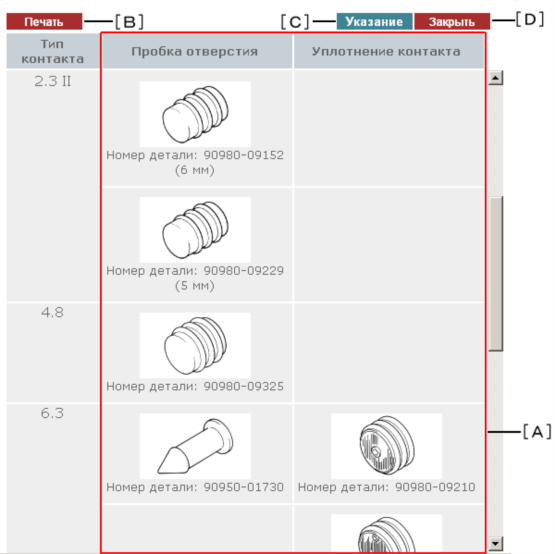 Печать [B] [C] Указание Закрыть [D]
Тип контакта Пробка отверстия Уплотнение контакта
2.3 II
Номер детали: 90980-09152
(6 мм)
Номер детали: 90980-09229
(5 мм)
4.8
Номер детали: 90980-09325
6.3
[A]
Номер детали: 90950-01730 Номер детали: 90980-09210